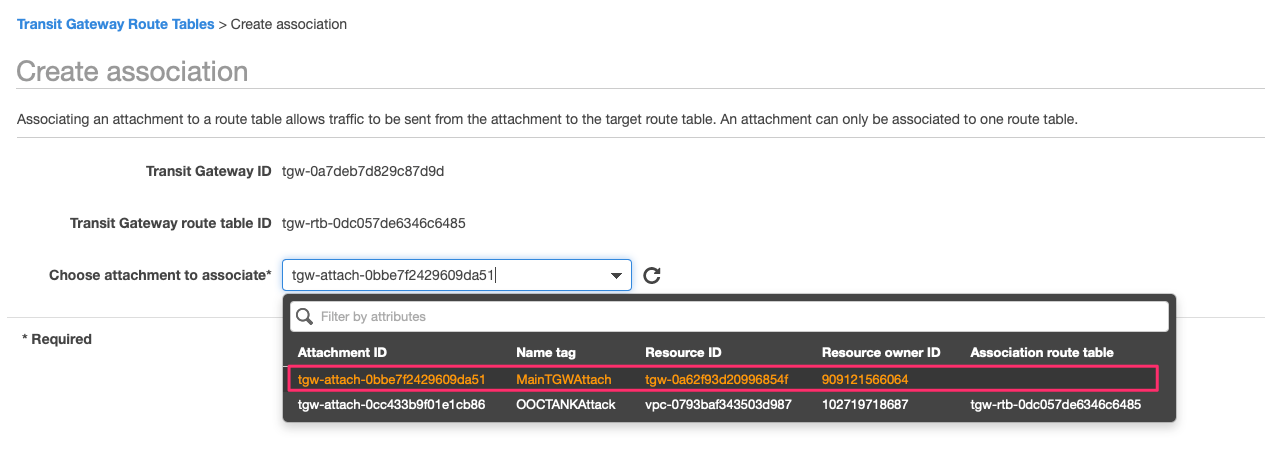 Transit Gateway Route Tables > Create association
Create association
Associating an attachment to a route table allows traffic to be sent from the attachment to the target route table. An attachment can only be associated to one route table.
Transit Gateway ID tgw-0a7deb7d829c87d9d
Transit Gateway route table ID tgw-rtb-0dc057de6346c6485
Choose attachment to associate* tgw-attach-0bbe7f2429609da51
Filter by attributes
* Required
Attachment ID Name tag Resource ID Resource owner ID Association route table
tgw-attach-0bbe7f2429609da51 MainTGWAttach tgw-0a62f93d20996854f 909121566064
tgw-attach-0cc433b9f01e1cb86 OOCTANKAttack vpc-0793baf343503d987 102719718687 tgw-rtb-0dc057de6346c6485